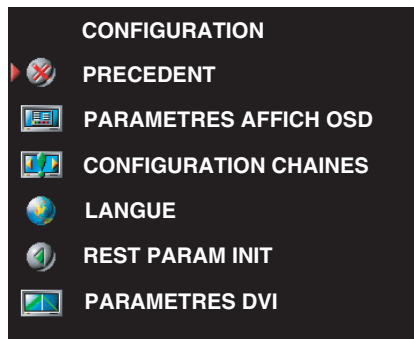 CONFIGURATION
PRECEDENT
PARAMETRES AFFICH OSD
CONFIGURATION CHAINES
LANGUE
REST PARAM INIT
PARAMETRES DVI